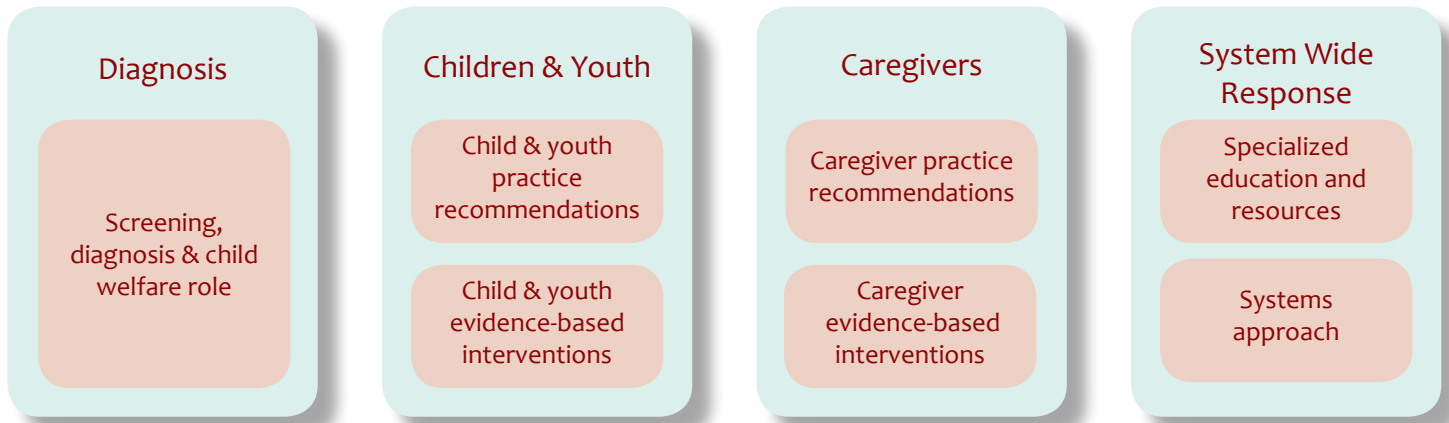 Diagnosis
Screening,
diagnosis & child
welfare role
Children & Youth
Child & youth
practice
recommendations
Child & youth
evidence-based
interventions
Caregivers
Caregiver practice
recommendations
Caregiver
evidence-based
interventions
System Wide
Response
Specialized
education and
resources
Systems
approach